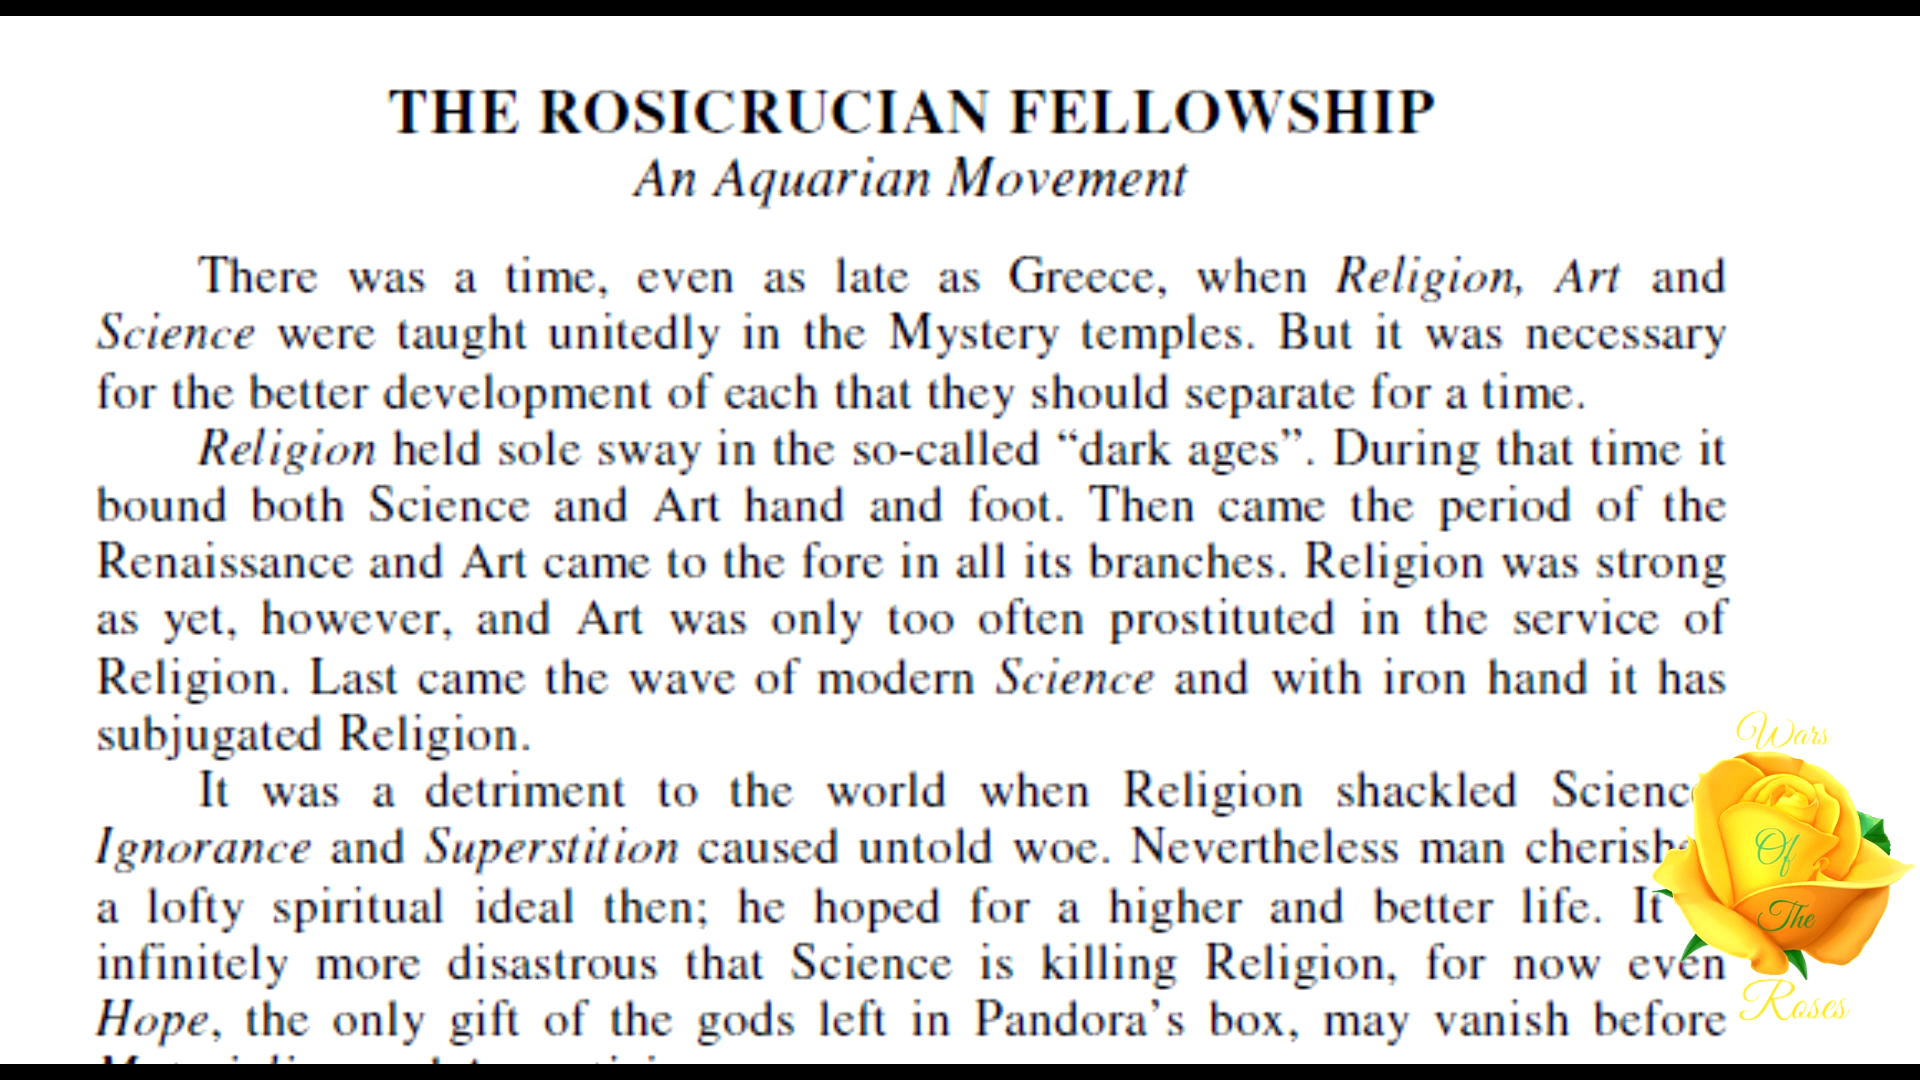 THE ROSICRUCIAN FELLOWSHIP
An Aquarian Movement
There was a time, even as late as Greece, when Religion, Art and
Science were taught unitedly in the Mystery temples. But it was necessary
for the better development of each that they should separate for a time.
Religion held sole sway in the so-called “dark ages”. During that time it
bound both Science and Art hand and foot. Then came the period of the
Renaissance and Art came to the fore in all its branches. Religion was strong
as yet, however, and Art was only too often prostituted in the service of
Religion. Last came the wave of modern Science and with iron hand it has
subjugated Religion.
It was a detriment to the world when Religion shackled
Ignorance and Superstition caused untold woe. Nevertheless man
a lofty spiritual ideal then; he hoped for a higher and better life. It
infinitely more disastrous that Science is killing Religion, for now even
Hope, the only gift of the gods left in Pandora’s box, may vanish before
Wars
Of
The
Roses